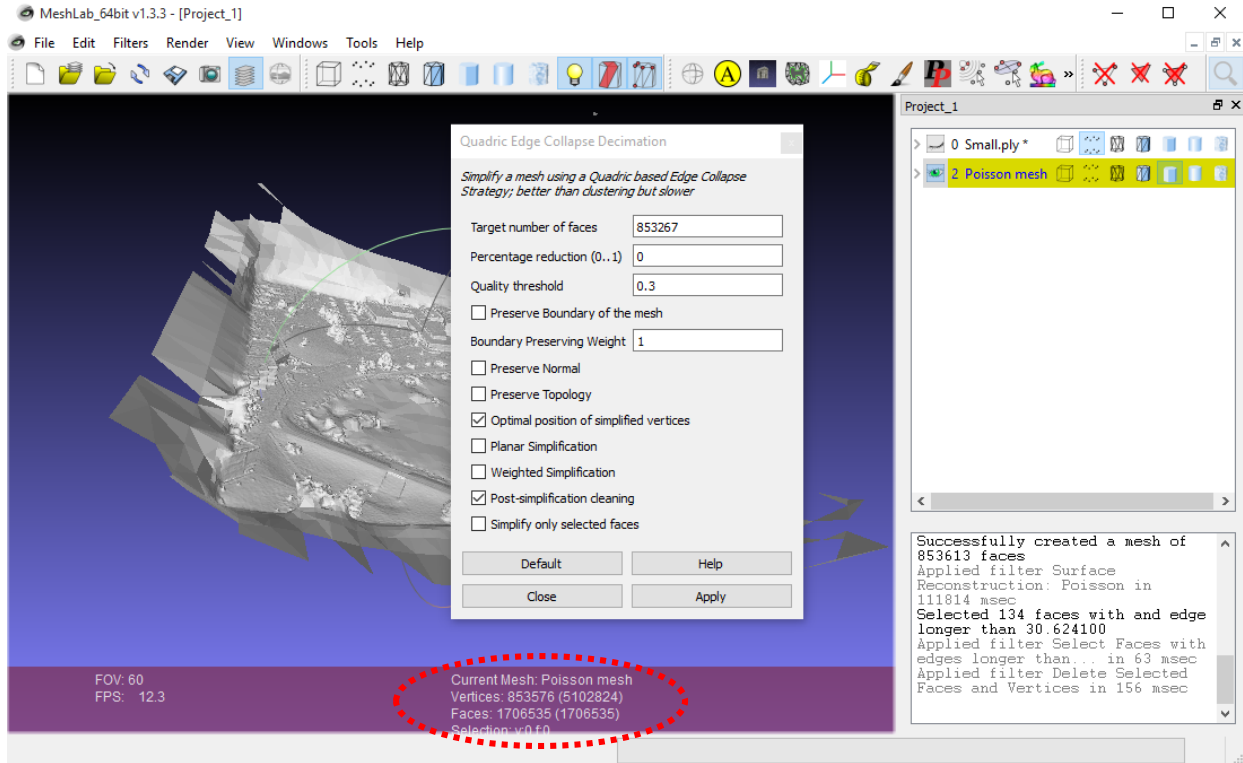 MeshLab_64bit v1.3.3 - [Project_1]
File Edit Filters Render View Windows Tools Help
A
PP
»
Project_1
0 Small.ply *
2 Poisson mesh
Quadric Edge Collapse Decimation
x
Simplify a mesh using a Quadric based Edge Collapse
Strategy; better than clustering but slower
Target number of faces 853267
Percentage reduction (0..1) 0
Quality threshold 0.3
Preserve Boundary of the mesh
Boundary Preserving Weight 1
Preserve Normal
Preserve Topology
Optimal position of simplified vertices
Planar Simplification
Weighted Simplification
Post-simplification cleaning
Simplify only selected faces
Default Help
Close Apply
Successfully created a mesh of
853613 faces
Applied filter Surface
Reconstruction: Poisson in
111814 msec
Selected 134 faces with and edge
longer than 30.624100
Applied filter Select Faces with
edges longer than... in 63 msec
Applied filter Delete Selected
Faces and Vertices in 156 msec
FOV: 60
FPS: 12.3
Current Mesh: Poisson mesh
Vertices: 853576 (5102824)
Faces: 1706535 (1706535)
Selection: v:0 f:0